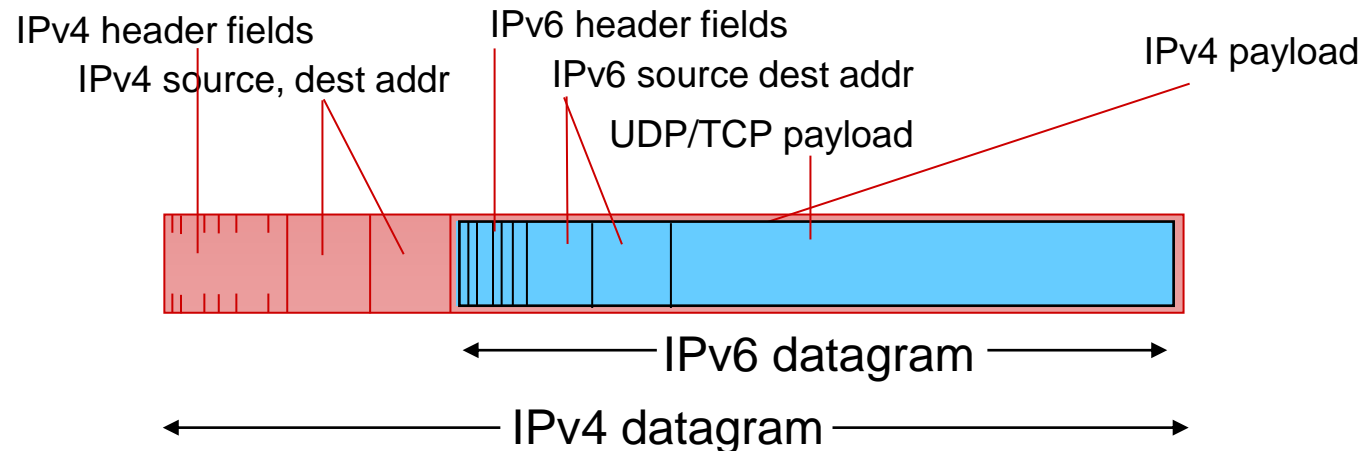 IPv4 header fields
IPv6 header fields
IPv4 payload
IPv4 source, dest addr
IPv6 source dest addr
UDP/TCP payload
IPv6 datagram
IPv4 datagram